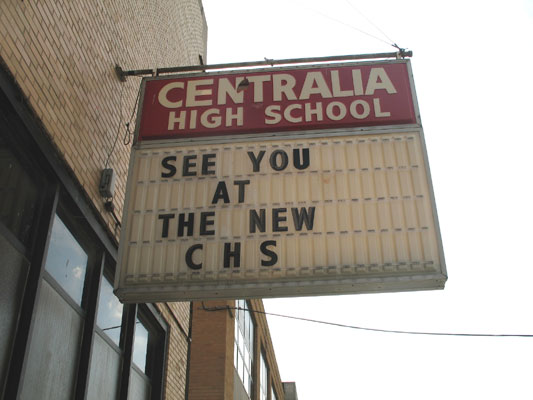 CENTRALIA
HIGH SCHOOL
SEE YOU
AT
THE NEW
CHS